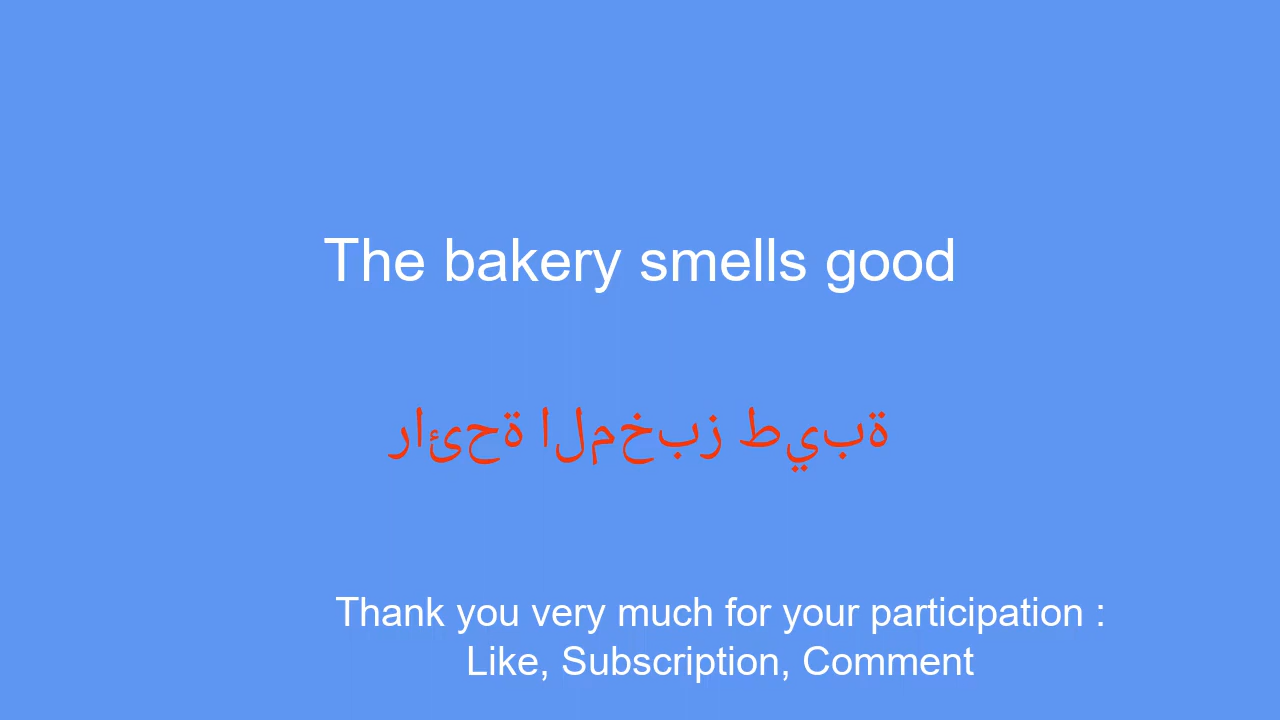 The bakery smells good
رائحة المخبز طيبة
Thank you very much for your participation :
Like, Subscription, Comment